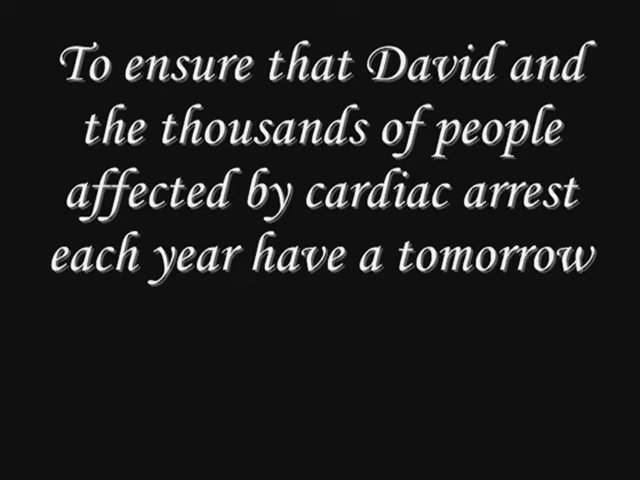 To ensure that David and
the thousands of people
affected by cardiac arrest
each year have a tomorrow